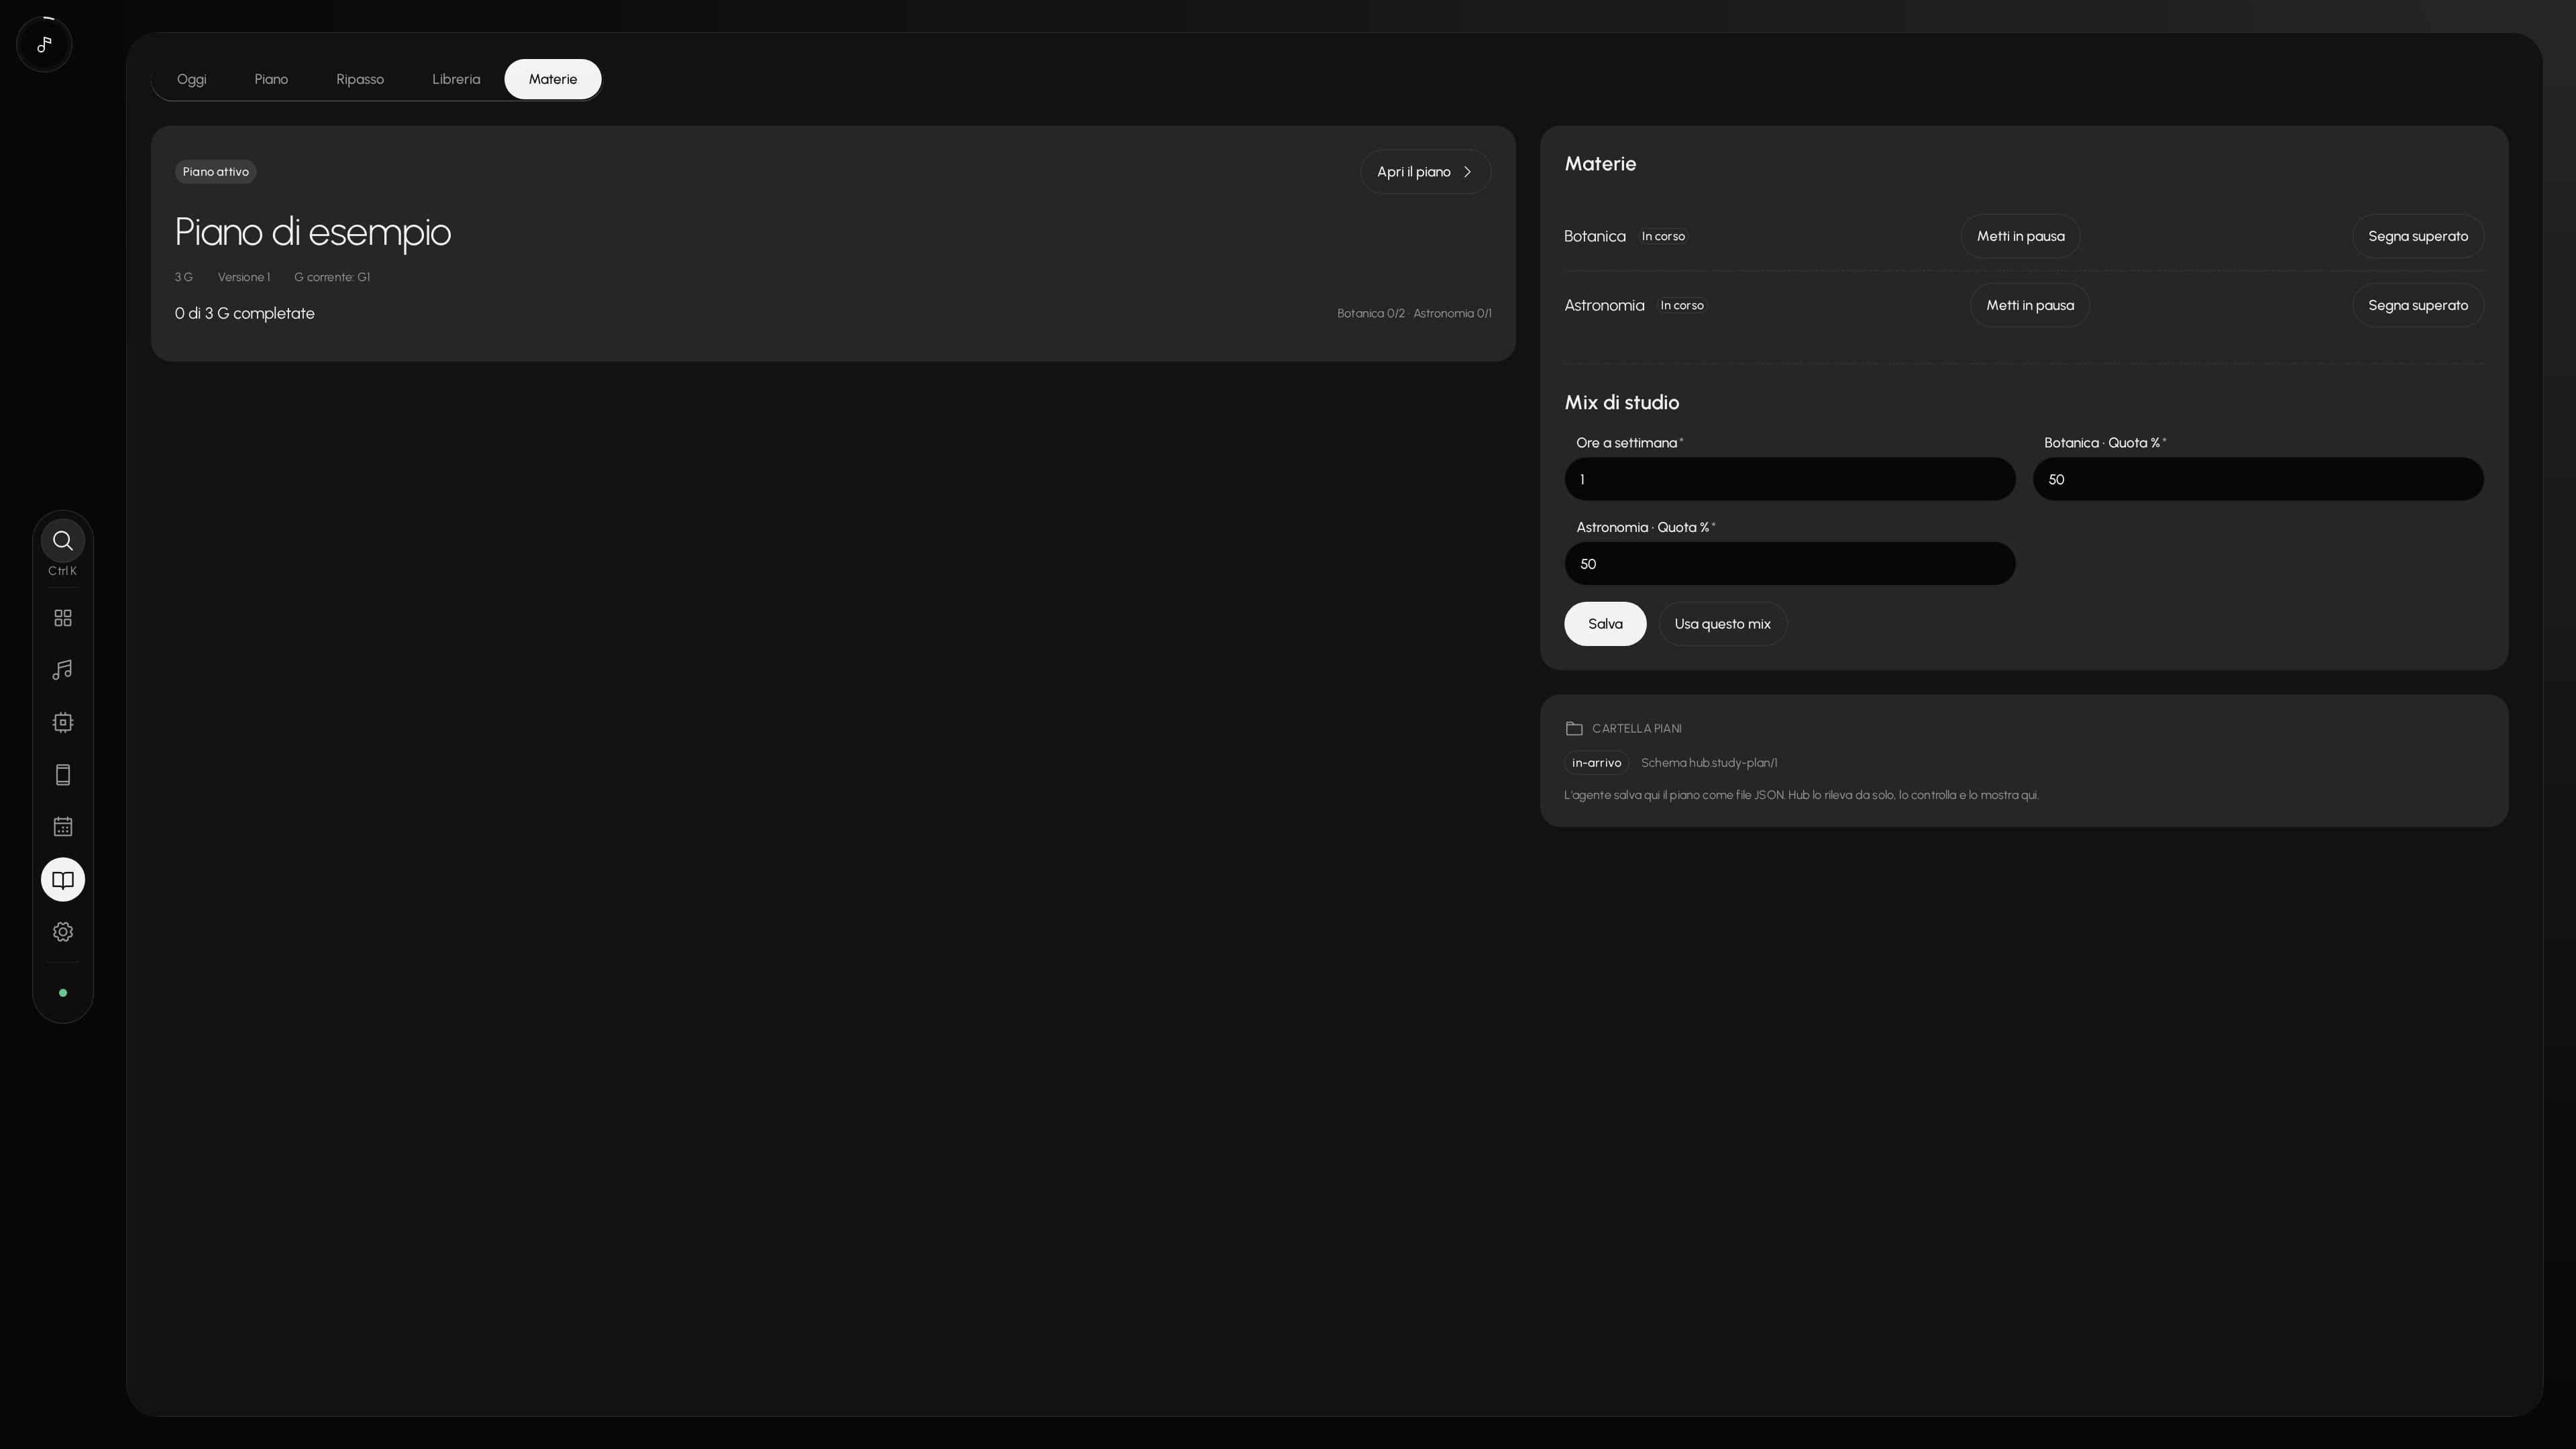 Oggi Piano Ripasso Libreria Materie
Piano attivo
Apri il piano
Piano di esempio
3 G Versione 1 G corrente: G1
0 di 3 G completate
Botanica 0/2 · Astronomia 0/1
Materie
Botanica In corso Metti in pausa Segna superato
Astronomia In corso Metti in pausa Segna superato
Mix di studio
Ore a settimana* Botanica · Quota %*
1 50
Astronomia · Quota %*
50
Salva Usa questo mix
CARTELLA PIANI
in-arrivo Schema hub.study-plan/1
L'agente salva qui il piano come file JSON. Hub lo rileva da solo, lo controlla e lo mostra qui.
Ctrl K